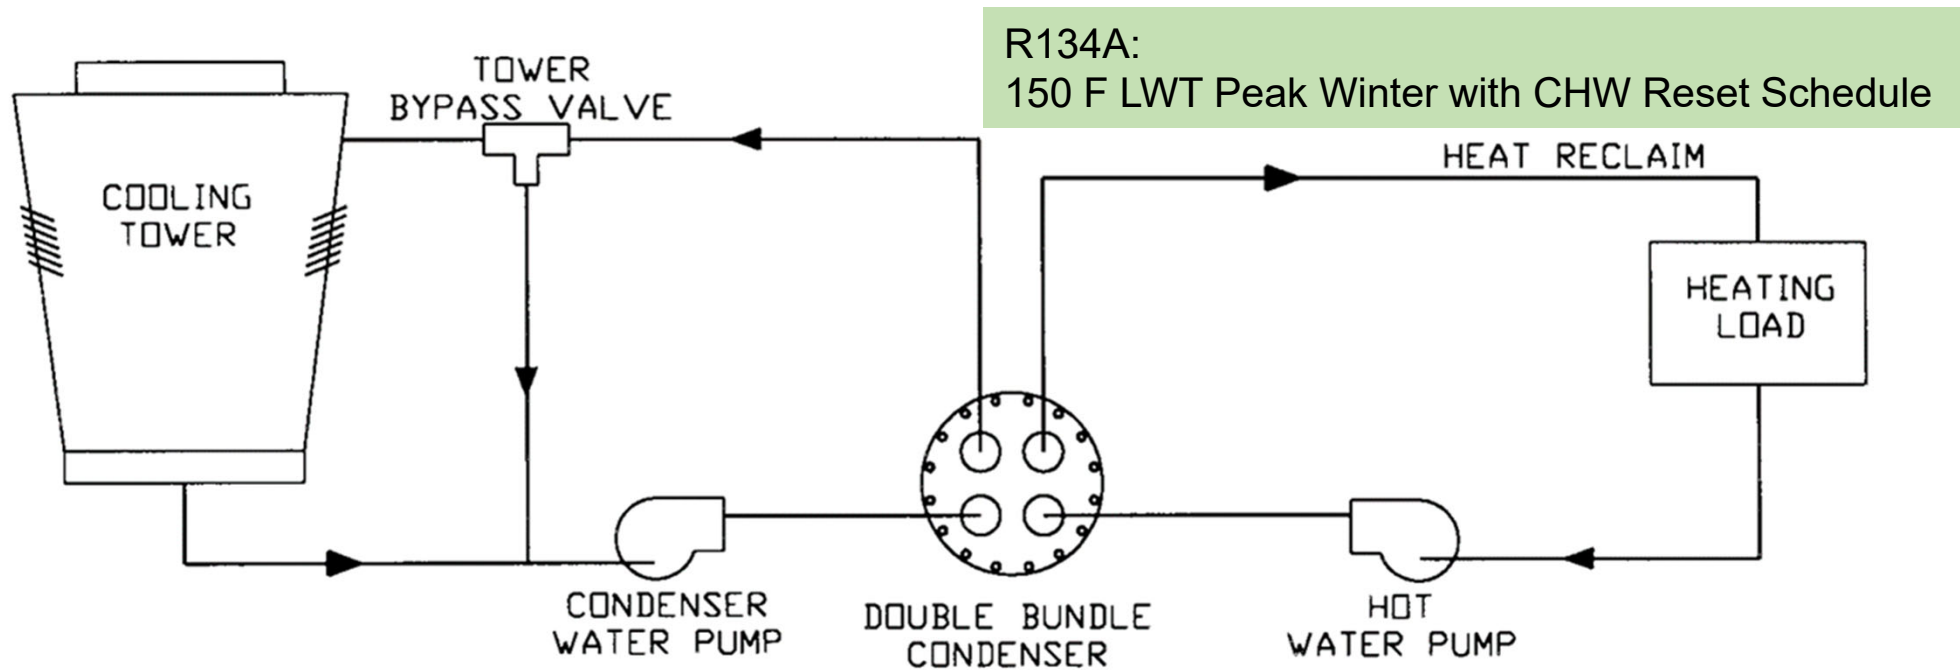 R134A:
150 F LWT Peak Winter with CHW Reset Schedule
TOWER
BYPASS VALVE
HEAT RECLAIM
COOLING
TOWER
HEATING
LOAD
CONDENSER
WATER PUMP
DOUBLE BUNDLE
CONDENSER
HOT
WATER PUMP